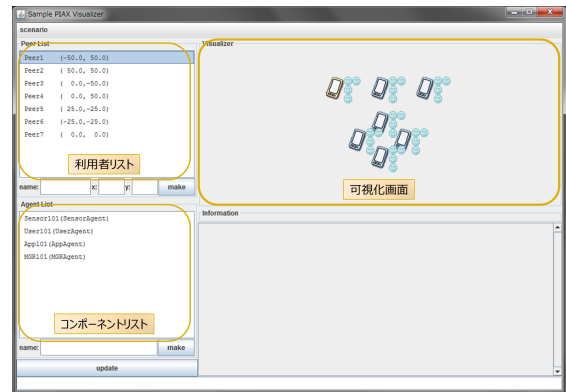 Sample PIAX Visualizer
scenario
Peer List
Peer1 (-50.0, 50.0)
Peer2 ( 50.0, 50.0)
Peer3 ( 0.0,-50.0)
Peer4 ( 0.0, 50.0)
Peer5 ( 25.0,-25.0)
Peer6 (-25.0,-25.0)
Peer7 ( 0.0, 0.0)
利用者リスト
name: x: y: make
Agent List
Sensor101(SensorAgent)
User101(UserAgent)
App101(AppAgent)
MGR101(MGRAgent)
コンポーネントリスト
name: make
update
Visualizer
可視化画面
Information